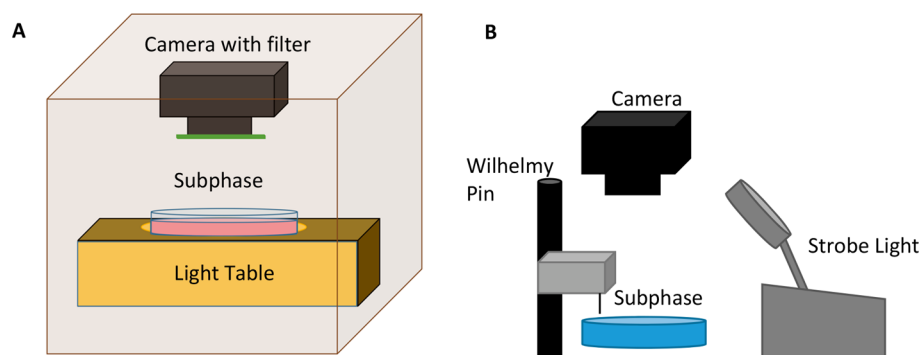 A
Camera with filter
Subphase
Light Table
B
Camera
Wilhelmy
Pin
Strobe Light
Subphase